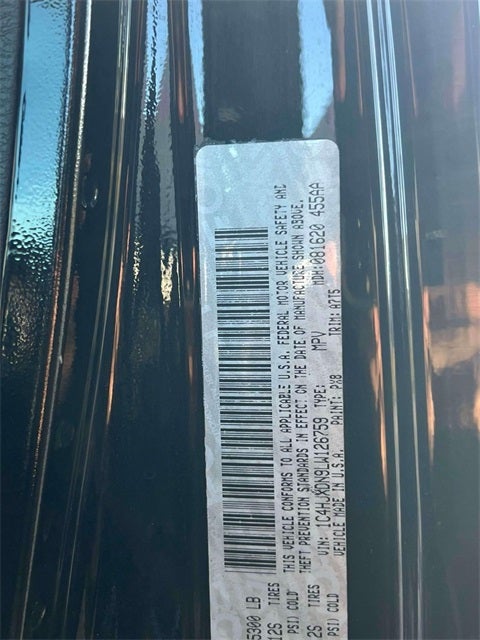 5300 LB
TIRES
PSI) COLD
THIS VEHICLE CONFORMS TO ALL APPLICABLE U.S.A. FEDERAL MOTOR VEHICLE SAFETY AND
THEFT PREVENTION STANDARDS IN EFFECT ON THE DATE OF MANUFACTURE SHOWN ABOVE.
VIN: 1C4HJXDN9LW126759 TYPE: MPV MDH: 081620 455AA
VEHICLE MADE IN U.S.A. PAINT: PX8 TRIM: A7T5
TIRES
PSI) COLD